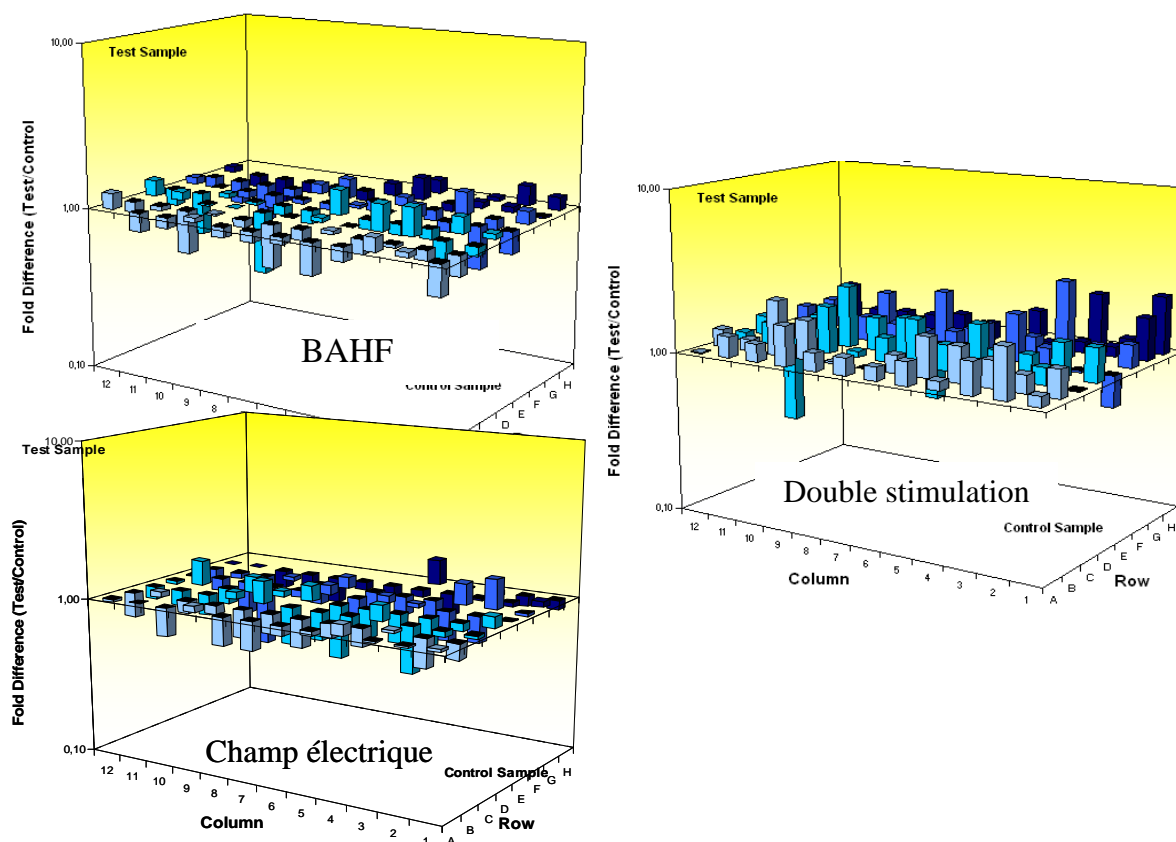 10,00
Test Sample
Fold Difference (Test/Control
1,00
0,10
BAHF
Control Sample
12
11
10
9
8
D
E
F
G
H
10,00
Test Sample
Fold Difference (Test/Control)
1,00
0,10
Champ électrique
Control Sample
12
11
10
9
8
7
6
5
4
3
2
1
Column
A
B
C
D
E
F
G
H
Row
10,00
Test Sample
Fold Difference (Test/Control
1,00
0,10
Double stimulation
Control Sample
12
11
10
9
8
7
6
5
4
3
2
1
Column
A
B
C
D
E
F
G
H
Row